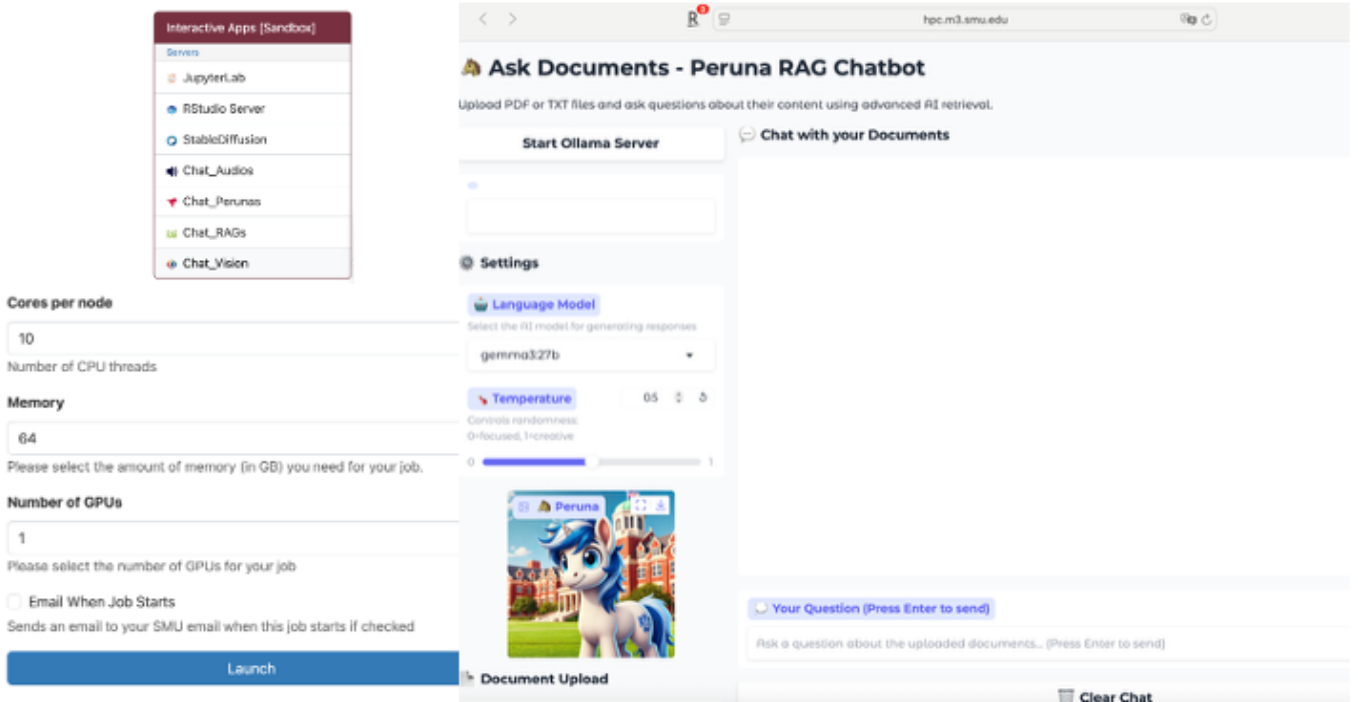 Interactive Apps [Sandbox]
Servers
JupyterLab
RStudio Server
StableDiffusion
Chat_Audios
Chat_Perunas
Chat_RAGs
Chat_Vision
Cores per node
10
Number of CPU threads
Memory
64
Please select the amount of memory (in GB) you need for your job.
Number of GPUs
1
Please select the number of GPUs for your job
Email When Job Starts
Sends an email to your SMU email when this job starts if checked
Launch
R 3
hpc.m3.smu.edu
Ask Documents - Peruna RAG Chatbot
Upload PDF or TXT files and ask questions about their content using advanced AI retrieval.
Start Ollama Server
Settings
Language Model
Select the AI model for generating responses
gemma3:27b
Temperature
0.5
Controls randomness:
0=focused, 1=creative
0 1
Peruna
Document Upload
Chat with your Documents
Your Question (Press Enter to send)
Ask a question about the uploaded documents... (Press Enter to send)
Clear Chat